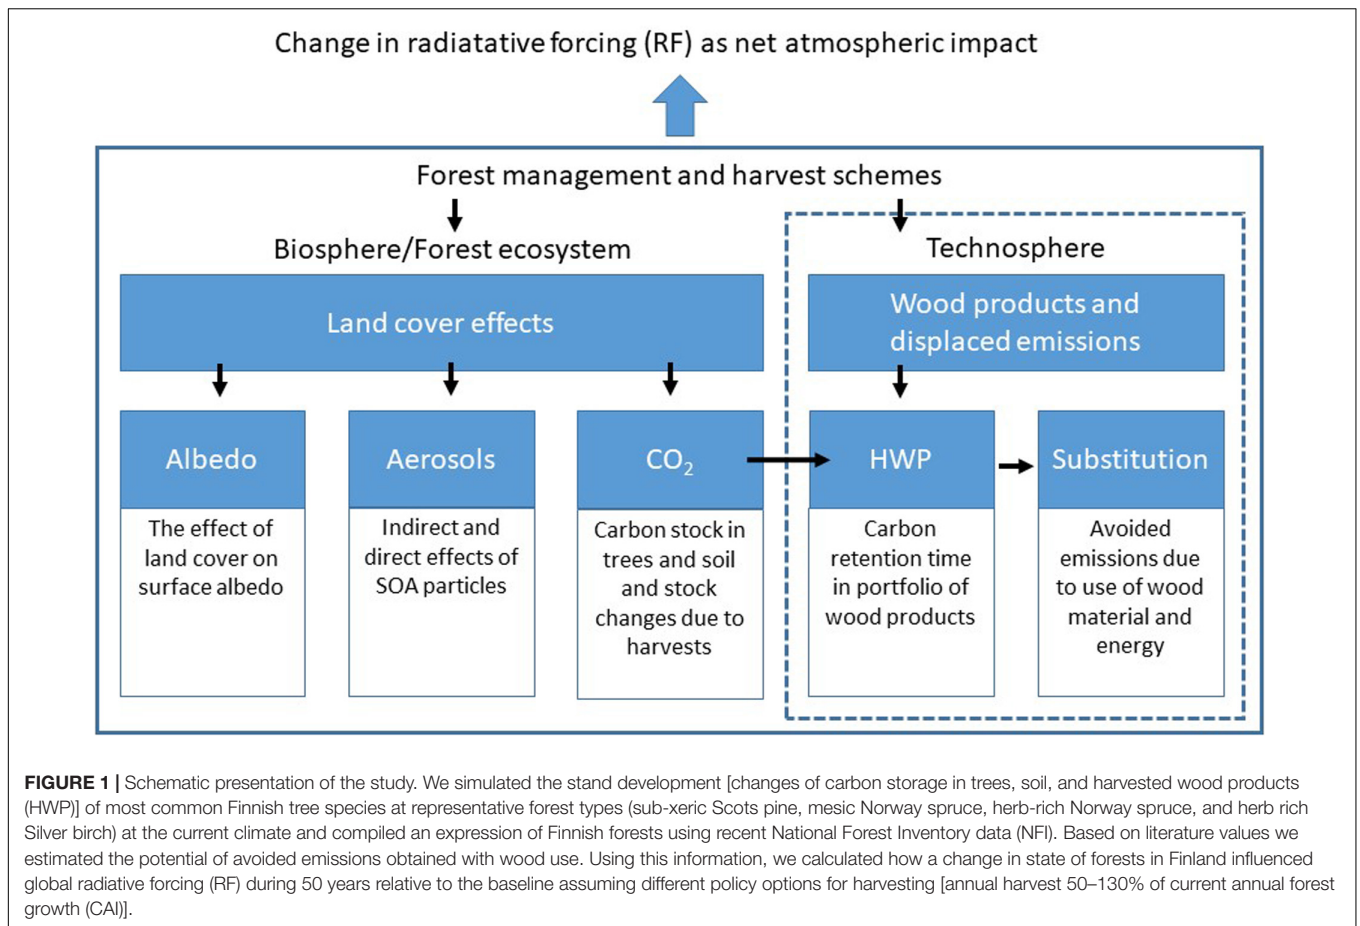 Change in radiatative forcing (RF) as net atmospheric impact
Forest management and harvest schemes
Biosphere/Forest ecosystem
Technosphere
Land cover effects
Wood products and
displaced emissions
Albedo
Aerosols
CO₂
HWP
Substitution
The effect of
land cover on
surface albedo
Indirect and
direct effects of
SOA particles
Carbon stock in
trees and soil
and stock
changes due to
harvests
Carbon
retention time
in portfolio of
wood products
Avoided
emissions due
to use of wood
material and
energy
FIGURE 1 | Schematic presentation of the study. We simulated the stand development [changes of carbon storage in trees, soil, and harvested wood products
(HWP)] of most common Finnish tree species at representative forest types (sub-xeric Scots pine, mesic Norway spruce, herb-rich Norway spruce, and herb rich
Silver birch) at the current climate and compiled an expression of Finnish forests using recent National Forest Inventory data (NFI). Based on literature values we
estimated the potential of avoided emissions obtained with wood use. Using this information, we calculated how a change in state of forests in Finland influenced
global radiative forcing (RF) during 50 years relative to the baseline assuming different policy options for harvesting [annual harvest 50–130% of current annual forest
growth (CAI)].